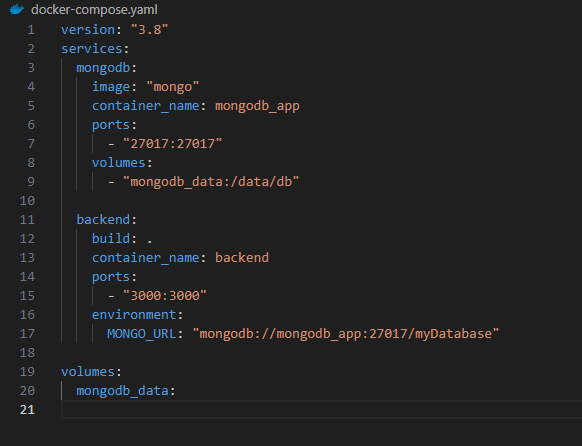 docker-compose.yaml
1 version: "3.8"
2 services:
3   mongodb:
4     image: "mongo"
5     container_name: mongodb_app
6     ports:
7       - "27017:27017"
8     volumes:
9       - "mongodb_data:/data/db"
10
11   backend:
12     build: .
13     container_name: backend
14     ports:
15       - "3000:3000"
16     environment:
17       MONGO_URL: "mongodb://mongodb_app:27017/myDatabase"
18
19 volumes:
20   mongodb_data:
21